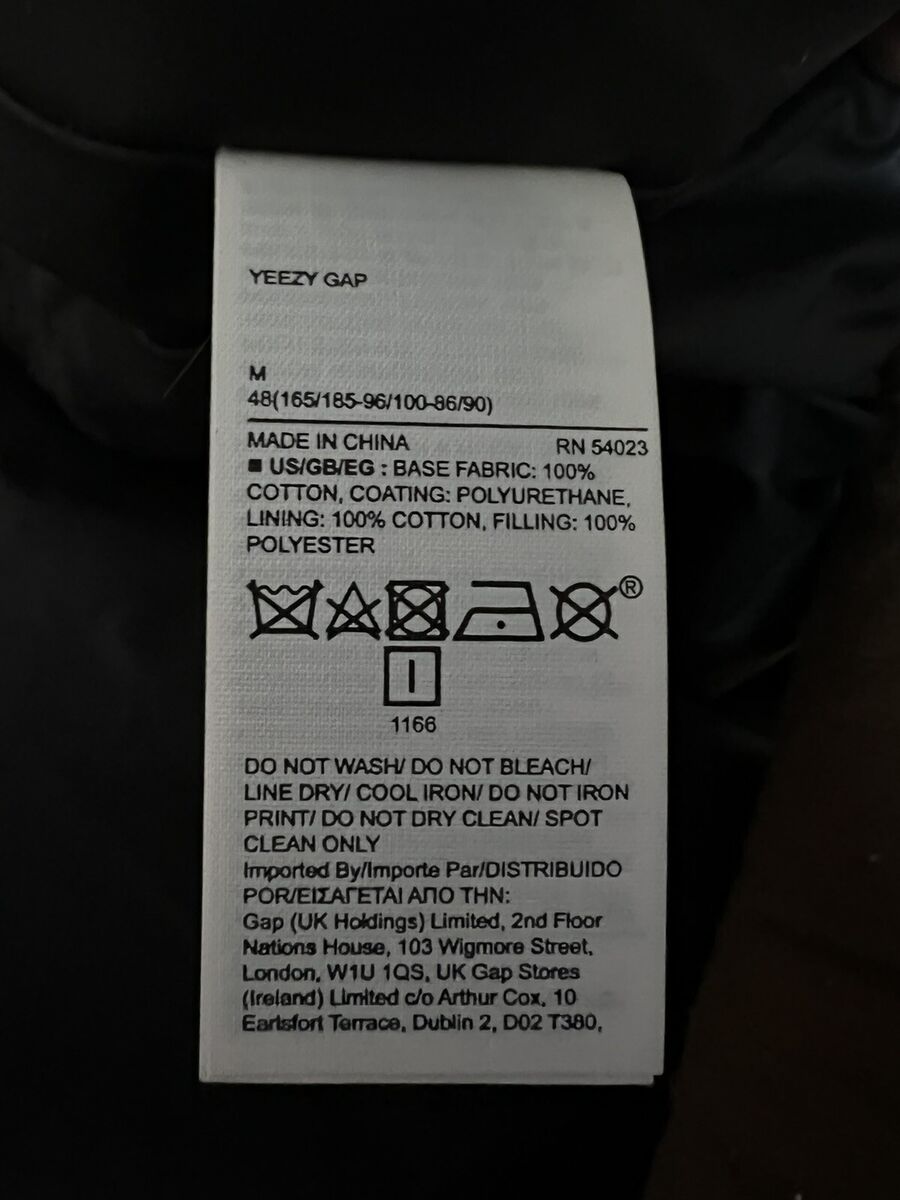 YEEZY GAP
M
48(165/185-96/100-86/90)
MADE IN CHINA RN 54023
■ US/GB/EG : BASE FABRIC: 100%
COTTON, COATING: POLYURETHANE,
LINING: 100% COTTON, FILLING: 100%
POLYESTER
®
1166
DO NOT WASH/ DO NOT BLEACH/
LINE DRY/ COOL IRON/ DO NOT IRON
PRINT/ DO NOT DRY CLEAN/ SPOT
CLEAN ONLY
Imported By/Importe Par/DISTRIBUIDO
POR/ΕΙΣΑΓΕΤΑΙ ΑΠΟ ΤΗΝ:
Gap (UK Holdings) Limited, 2nd Floor
Nations House, 103 Wigmore Street,
London, W1U 1QS, UK Gap Stores
(Ireland) Limited c/o Arthur Cox, 10
Earlsfort Terrace, Dublin 2, D02 T380,